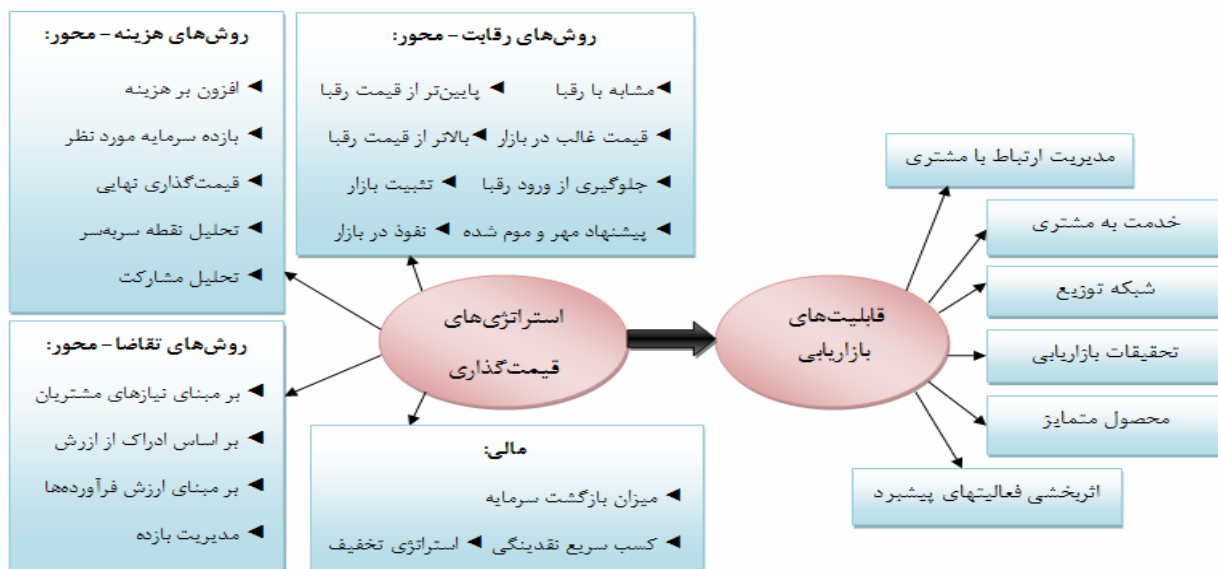 روش‌های هزینه – محور:
◄ افزون بر هزینه
◄ بازده سرمایه مورد نظر
◄ قیمت‌گذاری نهایی
◄ تحلیل نقطه سربه‌سر
◄ تحلیل مشارکت
روش‌های رقابت – محور:
◄ مشابه با رقبا ◄ پایین‌تر از قیمت رقبا
◄ قیمت غالب در بازار ◄ بالاتر از قیمت رقبا
◄ جلوگیری از ورود رقبا ◄ تثبیت بازار
◄ پیشنهاد مهر و موم شده ◄ نفوذ در بازار
روش‌های تقاضا – محور:
◄ بر مبنای نیازهای مشتریان
◄ بر اساس ادراک از ازرش
◄ بر مبنای ارزش فرآورده‌ها
◄ مدیریت بازده
مالی:
◄ میزان بازگشت سرمایه
◄ کسب سریع نقدینگی ◄ استراتژی تخفیف
استراتژی‌های
قیمت‌گذاری
قابلیت‌های
بازاریابی
مدیریت ارتباط با مشتری
خدمت به مشتری
شبکه توزیع
تحقیقات بازاریابی
محصول متمایز
اثربخشی فعالیتهای پیشبرد